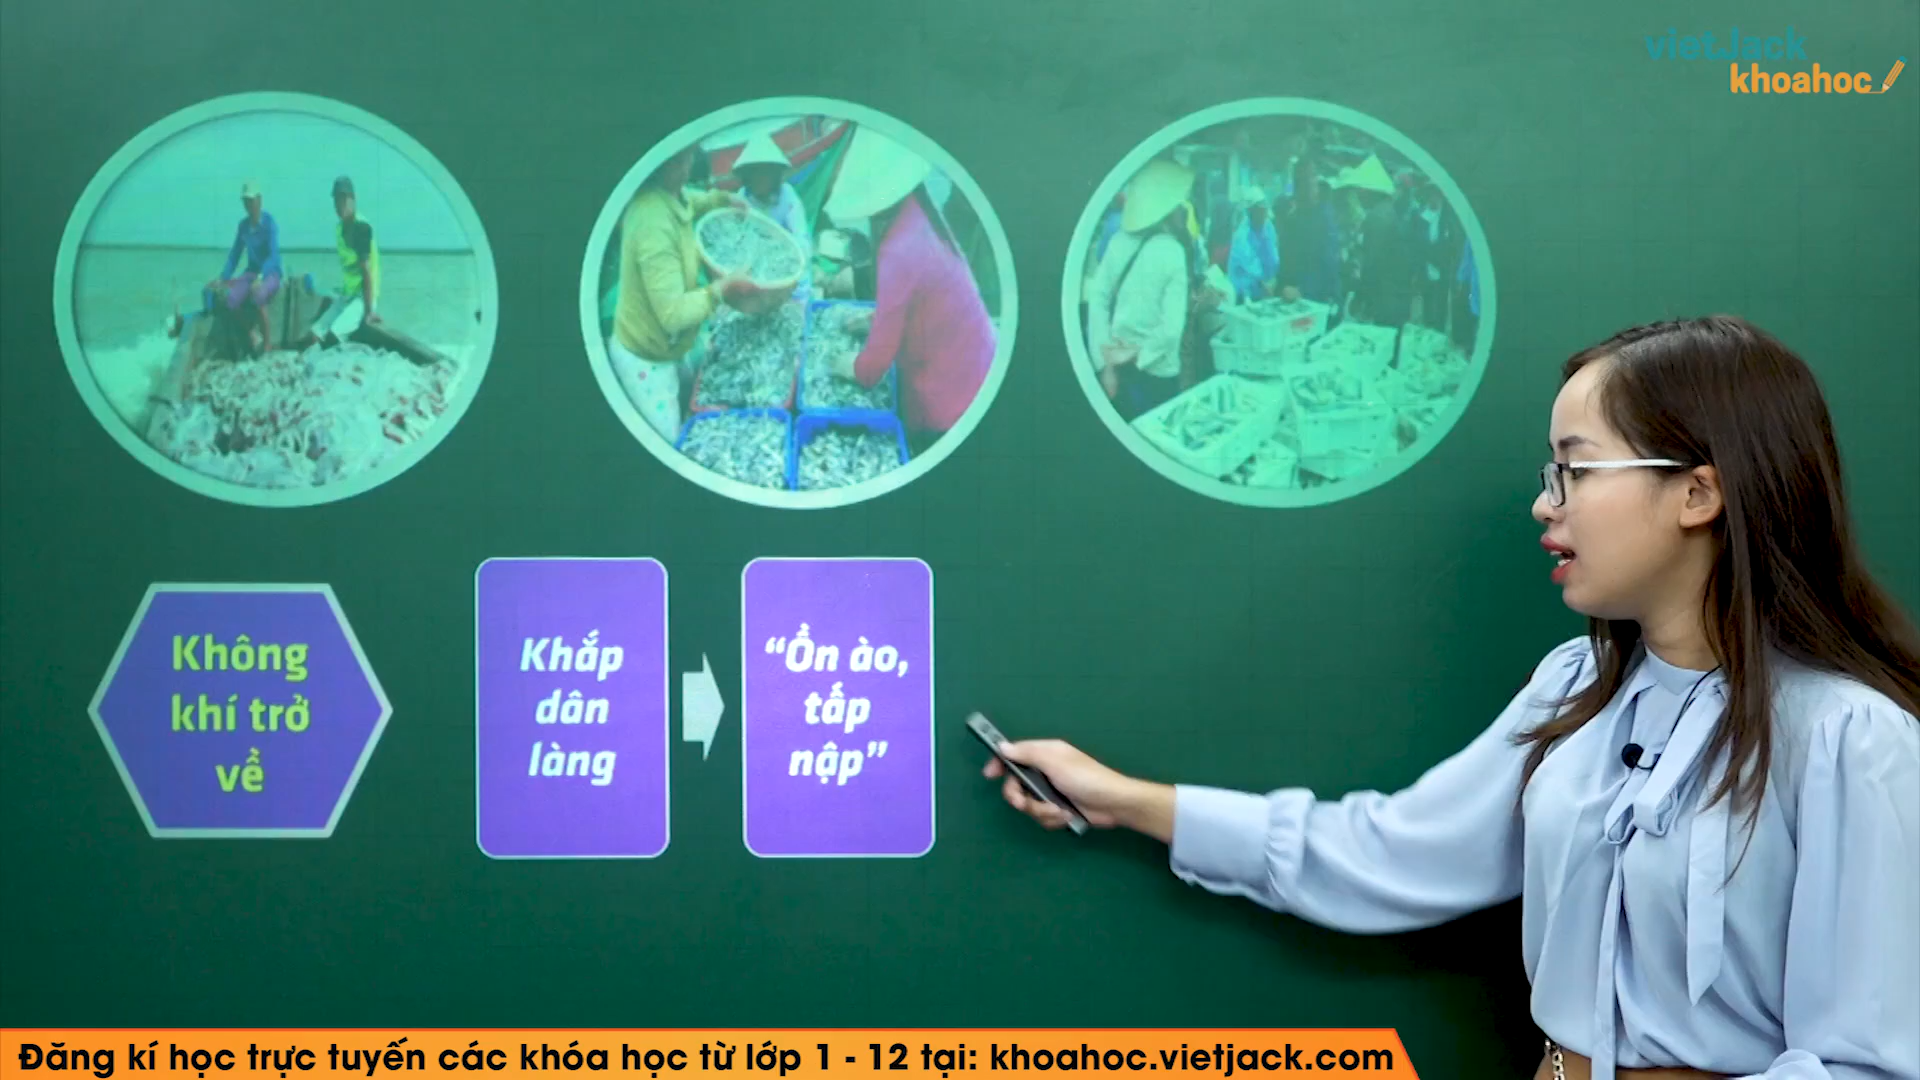 vietJack
khoahoc
Không
khí trở
về
Khắp
dân
làng
“Ồn ào,
tấp
nập”
Đăng kí học trực tuyến các khóa học từ lớp 1 - 12 tại: khoahoc.vietjack.com